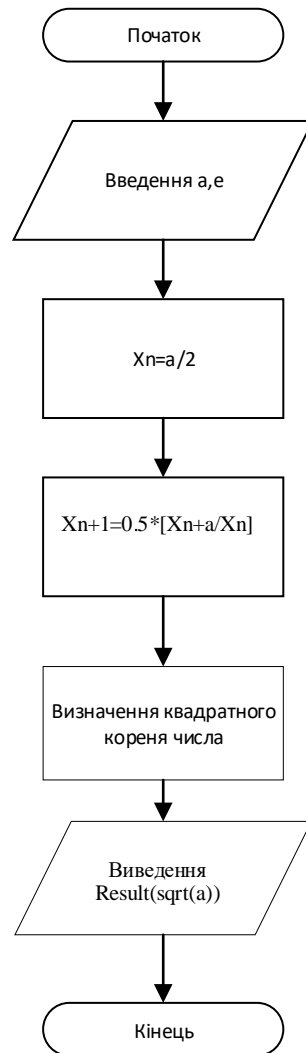 Початок
Введення а,е
Xn=a/2
Xn+1=0.5*[Xn+a/Xn]
Визначення квадратного
кореня числа
Виведення
Result(sqrt(a))
Кінець